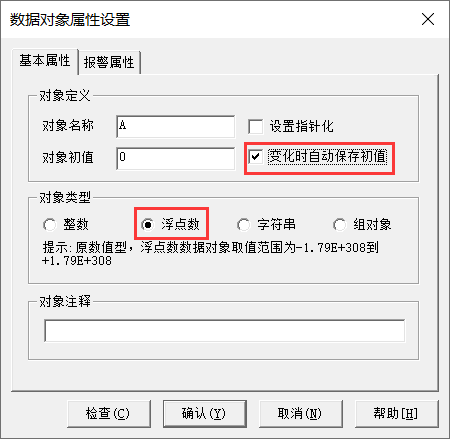 数据对象属性设置
基本属性 报警属性
对象定义
对象名称 A 设置指针化
对象初值 0 变化时自动保存初值
对象类型
整数 浮点数 字符串 组对象
提示:原数值型，浮点数数据对象取值范围为-1.79E+308到
+1.79E+308
对象注释
检查(C) 确认(Y) 取消(N) 帮助[H]